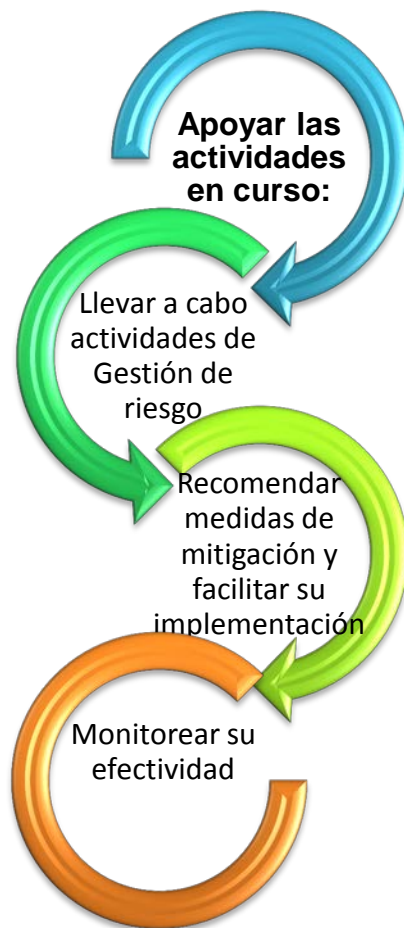 Apoyar las
actividades
en curso:
Llevar a cabo
actividades de
Gestión de
riesgo
Recomendar
medidas de
mitigación y
facilitar su
implementación
Monitorear su
efectividad